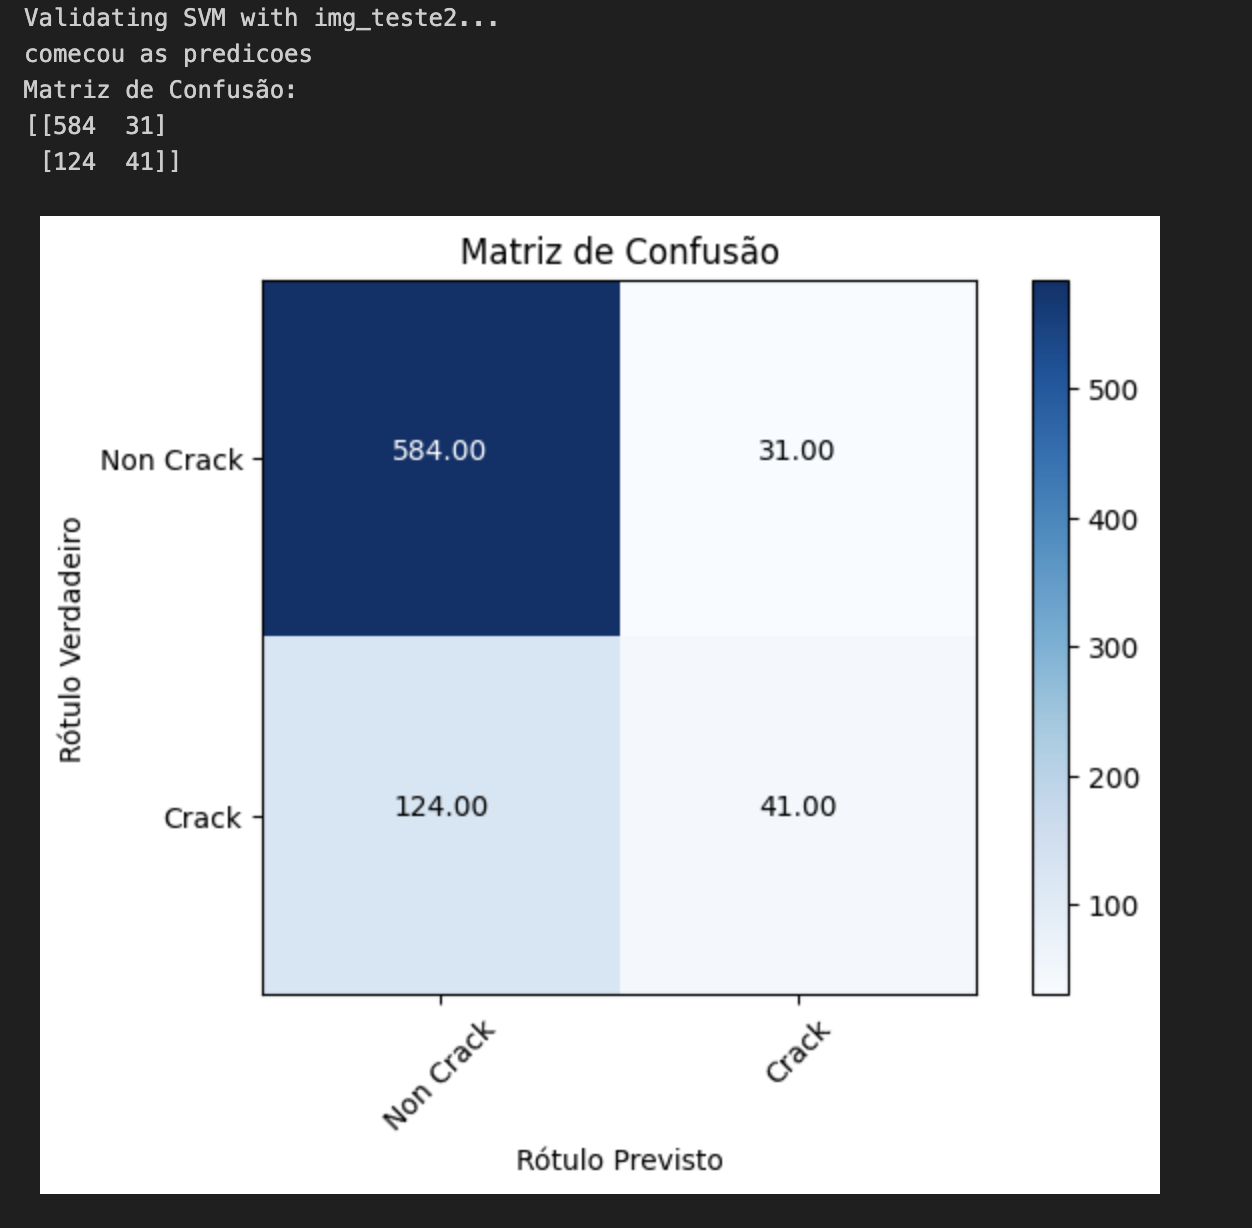 Validating SVM with img_teste2...
comecou as predicoes
Matriz de Confusão:
[[584  31]
 [124  41]]
Matriz de Confusão
Non Crack
584.00
31.00
Crack
124.00
41.00
500
400
300
200
100
Rótulo Verdadeiro
Non Crack
Crack
Rótulo Previsto